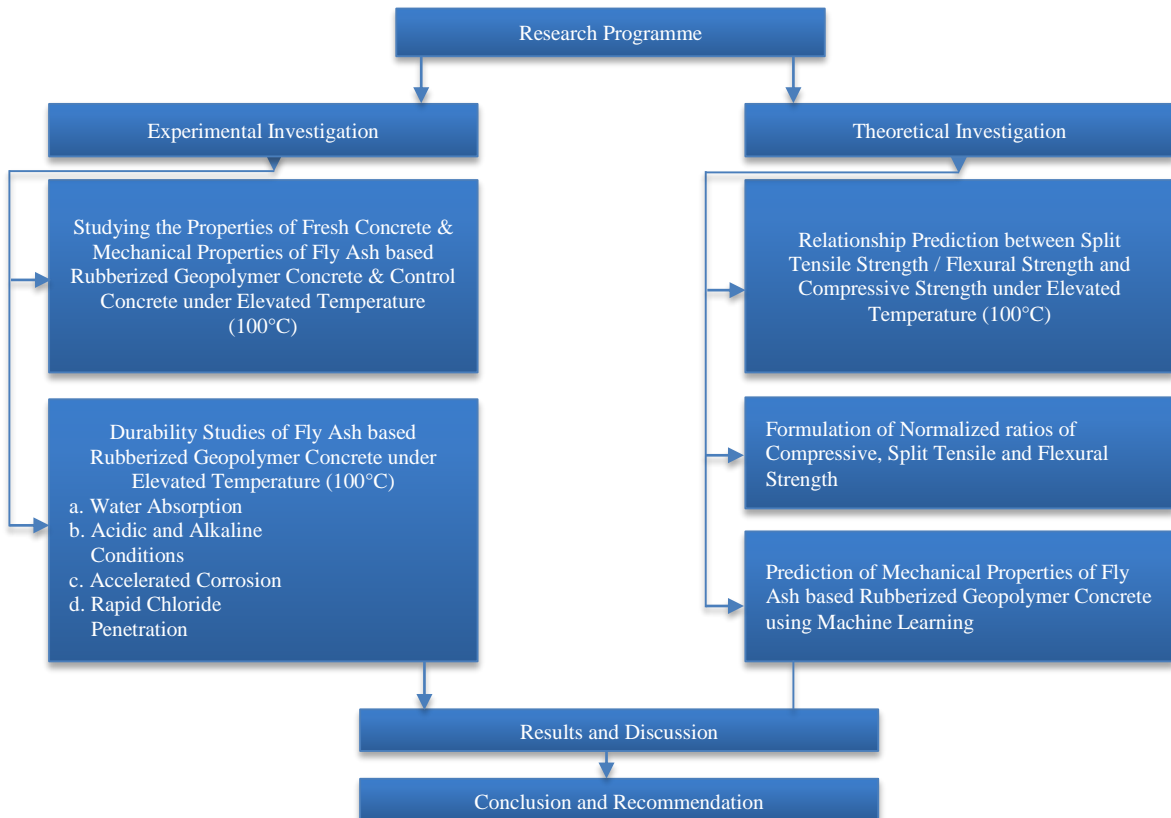 Research Programme
Experimental Investigation
Studying the Properties of Fresh Concrete &
Mechanical Properties of Fly Ash based
Rubberized Geopolymer Concrete & Control
Concrete under Elevated Temperature
(100°C)
Durability Studies of Fly Ash based
Rubberized Geopolymer Concrete under
Elevated Temperature (100°C)
a. Water Absorption
b. Acidic and Alkaline
Conditions
c. Accelerated Corrosion
d. Rapid Chloride
Penetration
Theoretical Investigation
Relationship Prediction between Split
Tensile Strength / Flexural Strength and
Compressive Strength under Elevated
Temperature (100°C)
Formulation of Normalized ratios of
Compressive, Split Tensile and Flexural
Strength
Prediction of Mechanical Properties of Fly
Ash based Rubberized Geopolymer Concrete
using Machine Learning
Results and Discussion
Conclusion and Recommendation